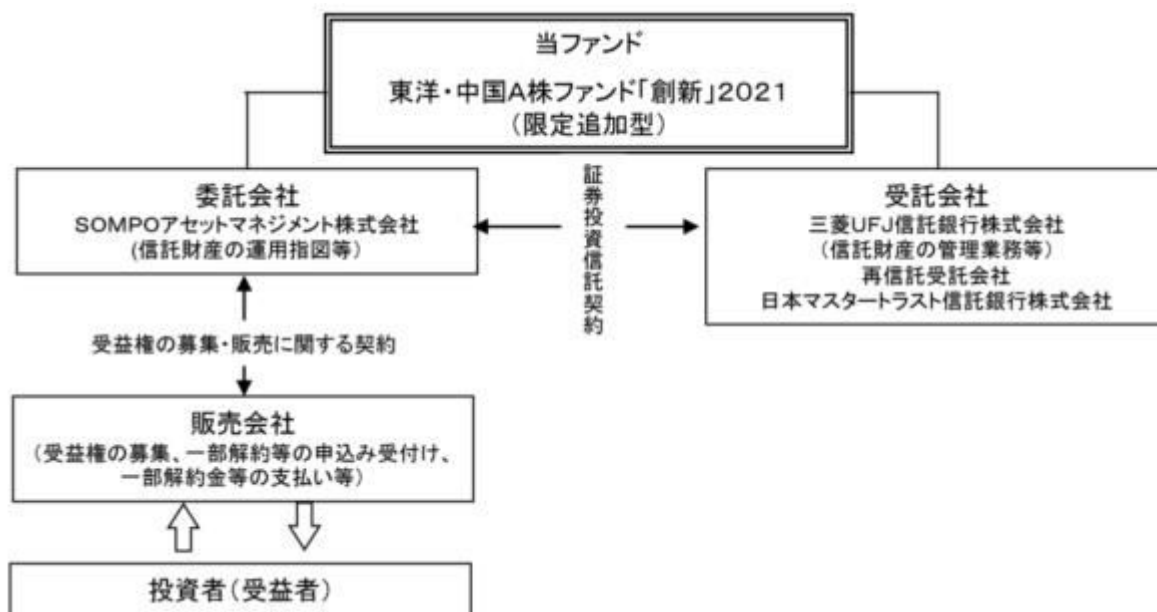 当ファンド
東洋・中国A株ファンド「創新」2021
（限定追加型）
委託会社
SOMPOアセットマネジメント株式会社
(信託財産の運用指図等）
証券投資信託契約
受託会社
三菱UFJ信託銀行株式会社
（信託財産の管理業務等）
再信託受託会社
日本マスタートラスト信託銀行株式会社
受益権の募集・販売に関する契約
販売会社
（受益権の募集、一部解約等の申込み受付け、
一部解約金等の支払い等）
投資者（受益者）